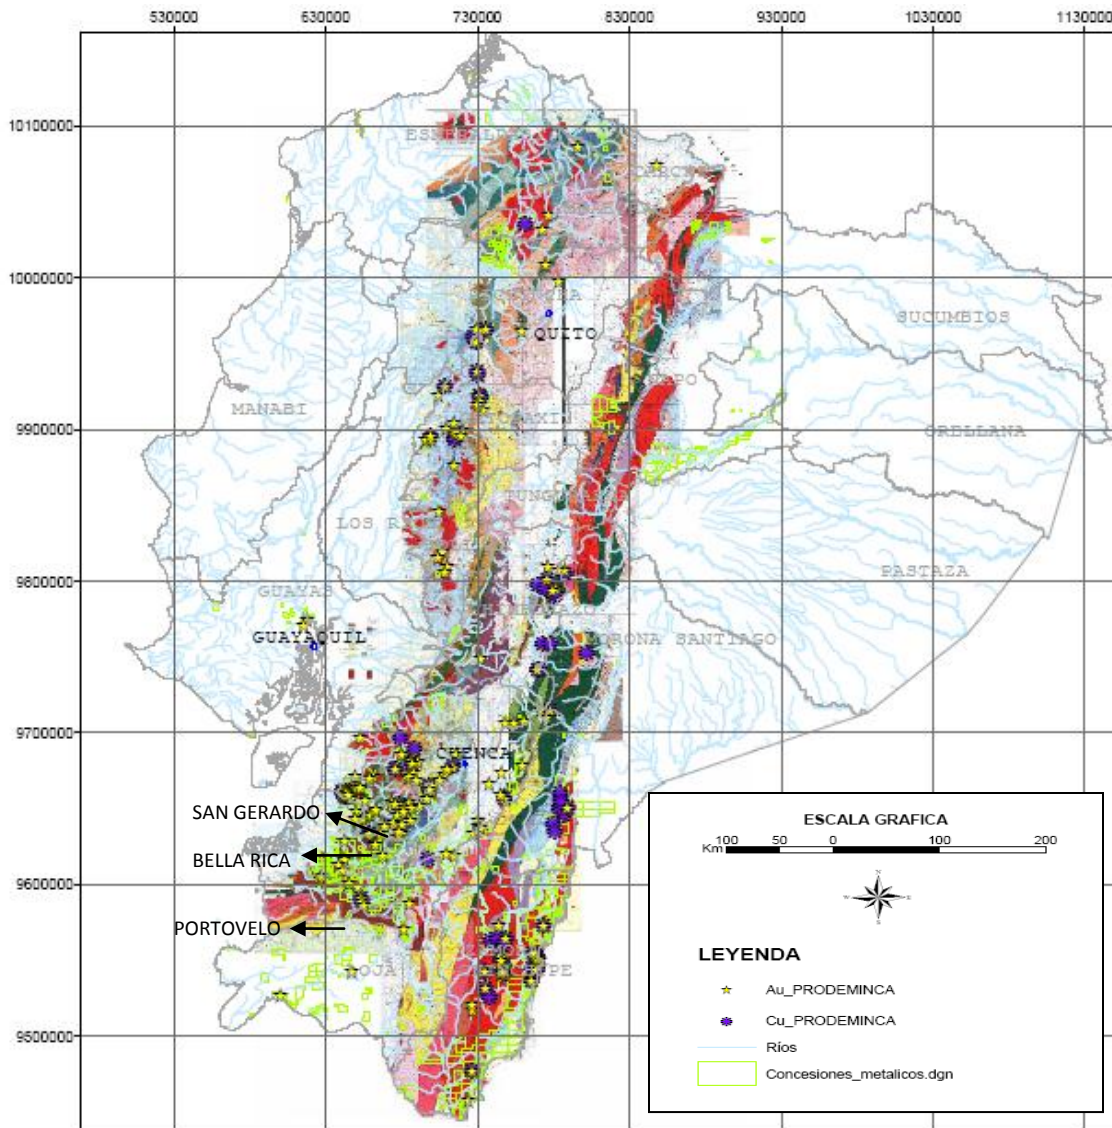 530000 630000 730000 830000 930000 1030000 1130000
10100000
10000000
SUCUMBIOS
QUITO
MANABI
9900000
ORELLANA
9800000
PASTAZA
GUAYAS
GUAYAQUIL
MORONA SANTIAGO
9700000
CUENCA
SAN GERARDO
BELLA RICA
9600000
PORTOVELO
9500000
ESCALA GRAFICA
Km 100 50 0 100 200
N
W E
S
LEYENDA
Au_PRODEMINCA
Cu_PRODEMINCA
Ríos
Concesiones_metalicos.dgn